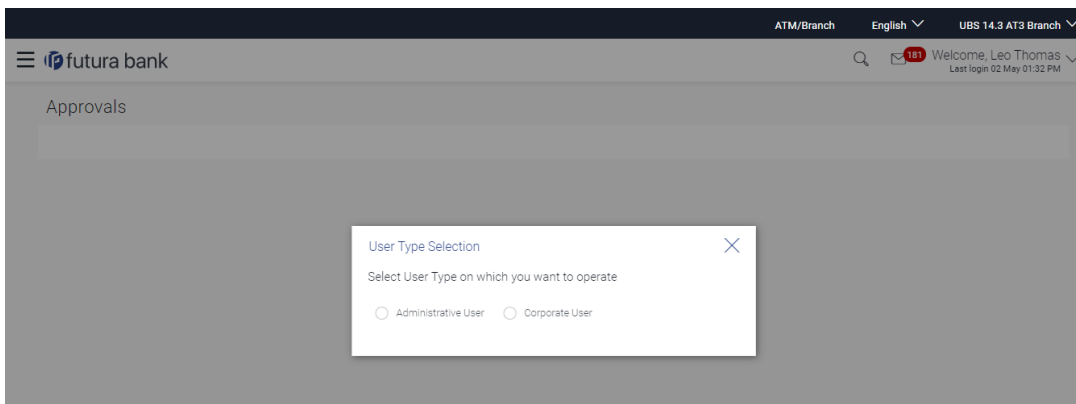 ATM/Branch English UBS 14.3 AT3 Branch
futura bank 181 Welcome, Leo Thomas
Last login 02 May 01:32 PM
Approvals
User Type Selection
Select User Type on which you want to operate
Administrative User Corporate User